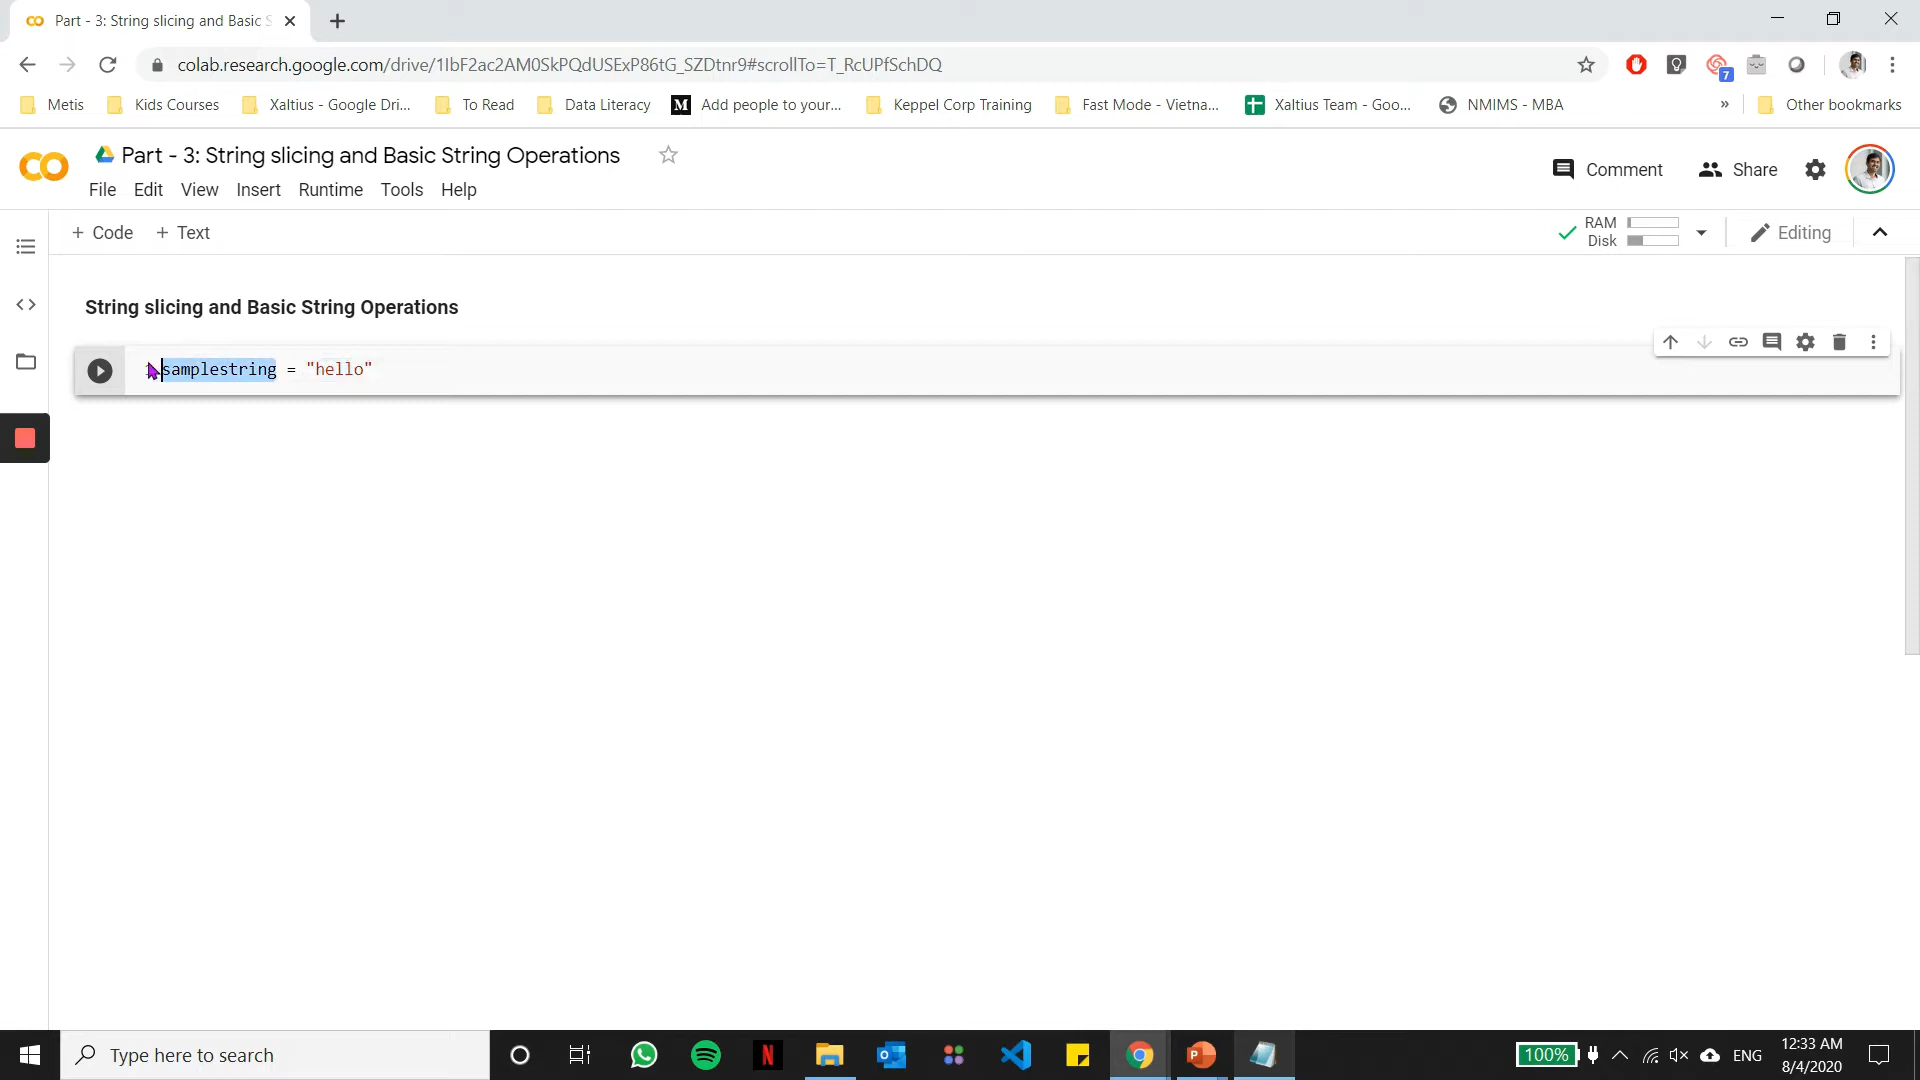 Part - 3: String slicing and Basic S
colab.research.google.com/drive/1IbF2ac2AM0SkPQdUSExP86tG_SZDtnr9#scrollTo=T_RcUPfSchDQ
7
Metis
Kids Courses
Xaltius - Google Dri...
To Read
Data Literacy
M
Add people to your...
Keppel Corp Training
Fast Mode - Vietna...
Xaltius Team - Goo...
NMIMS - MBA
»
Other bookmarks
Part - 3: String slicing and Basic String Operations
Comment
Share
File Edit View Insert Runtime Tools Help
+ Code + Text
RAM
Disk
Editing
String slicing and Basic String Operations
samplestring = "hello"
Type here to search
N
P
100%
ENG
12:33 AM
8/4/2020